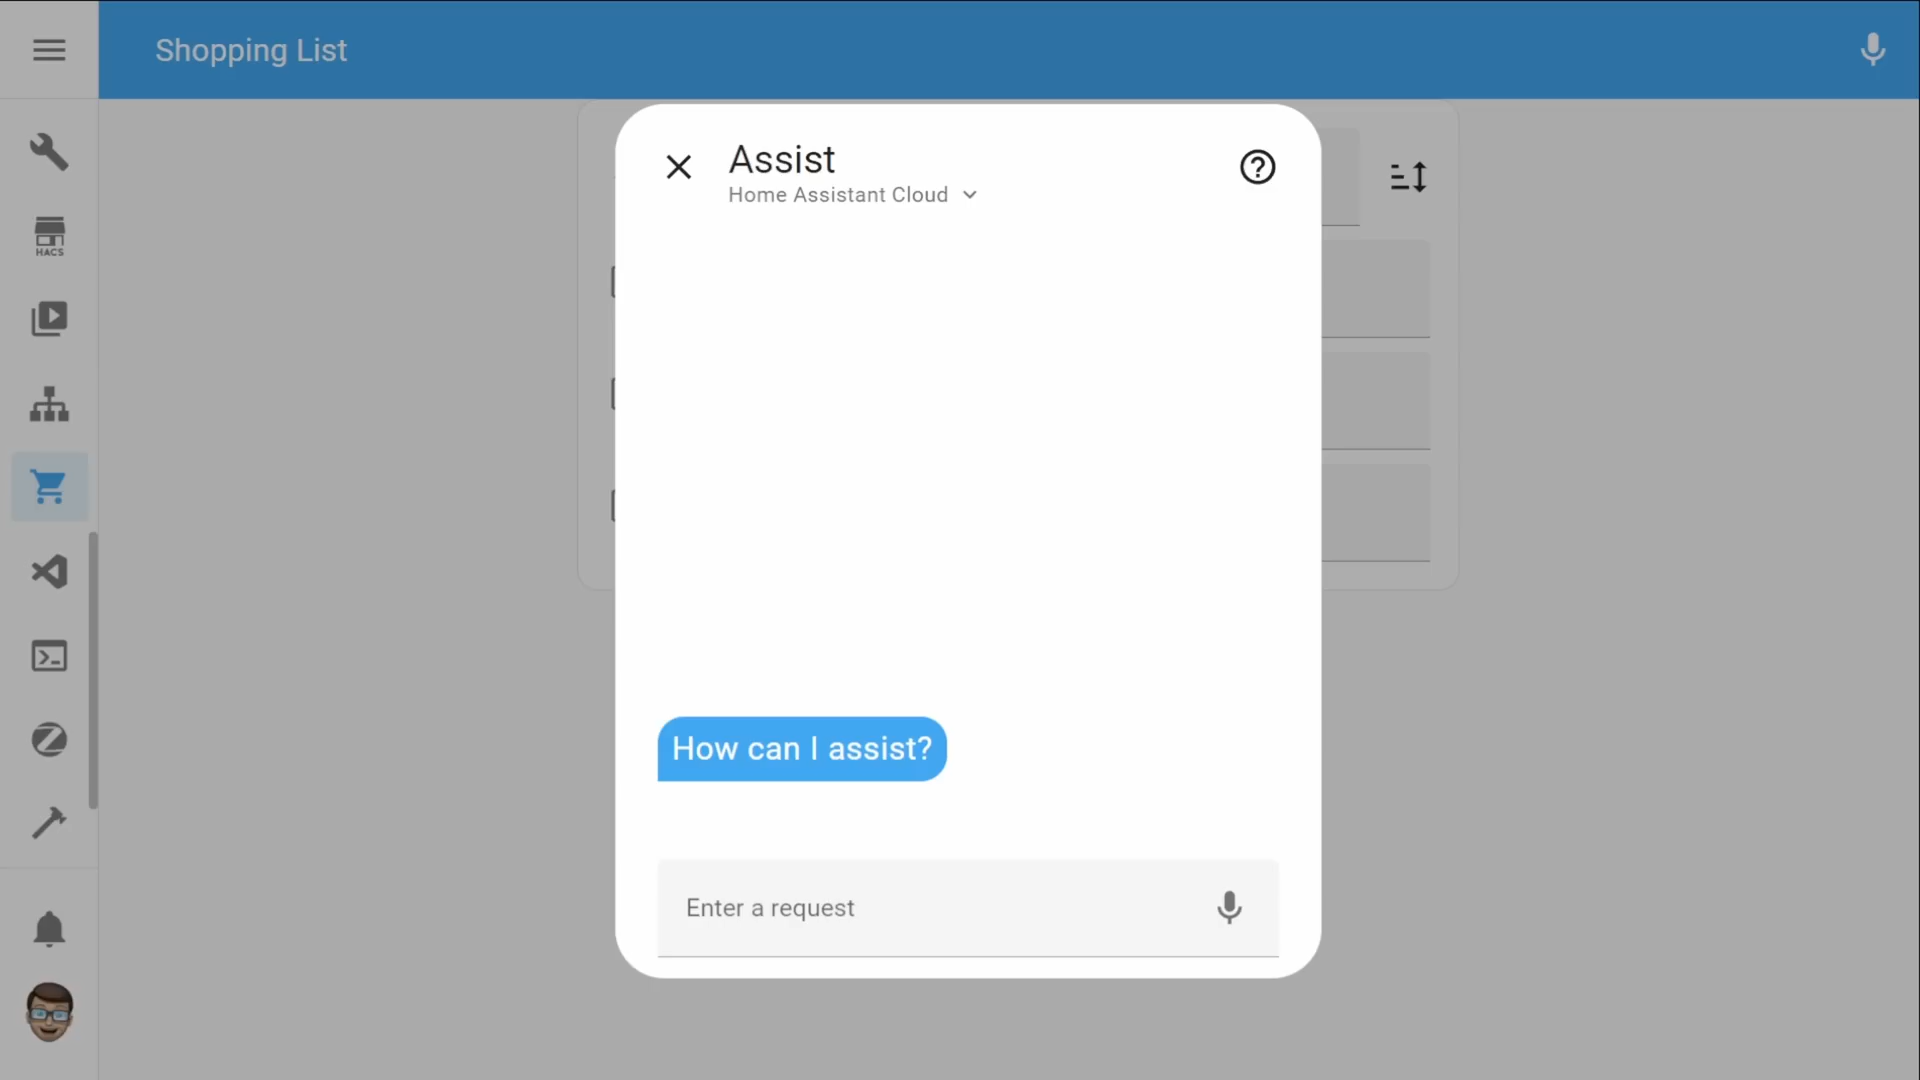 Shopping List
Assist
Home Assistant Cloud
HACS
How can I assist?
Enter a request